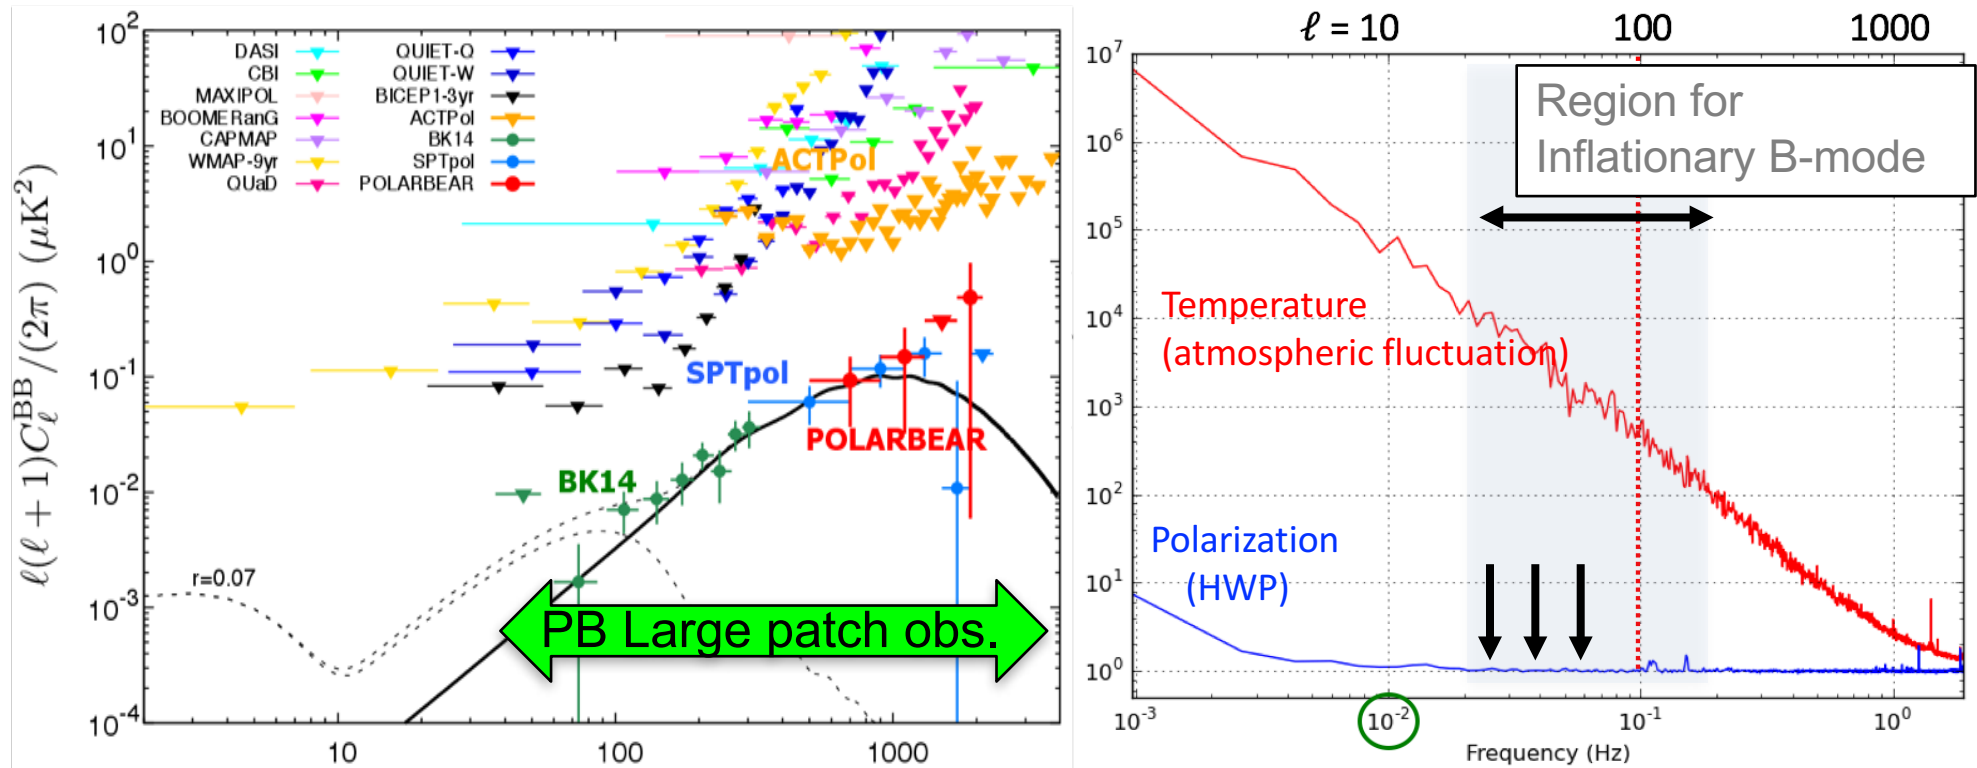 10²
10¹
10⁰
10⁻¹
10⁻²
10⁻³
10⁻⁴
ℓ(ℓ + 1)C_ℓ^BB/(2π) (μK²)
DASI
CBI
MAXIPOL
BOOMERanG
CAPMAP
WMAP-9yr
QUaD
QUIET-Q
QUIET-W
BICEP1-3yr
ACTPol
BK14
SPTpol
POLARBEAR
ACTPol
SPTpol
POLARBEAR
BK14
r=0.07
PB Large patch obs.
10
100
1000
ℓ = 10
100
1000
10⁷
10⁶
10⁵
10⁴
10³
10²
10¹
10⁰
Region for
Inflationary B-mode
Temperature
(atmospheric fluctuation)
Polarization
(HWP)
10⁻³
10⁻²
10⁻¹
10⁰
Frequency (Hz)